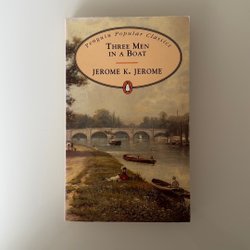 Penguin Popular Classics
THREE MEN
IN A BOAT
JEROME K. JEROME